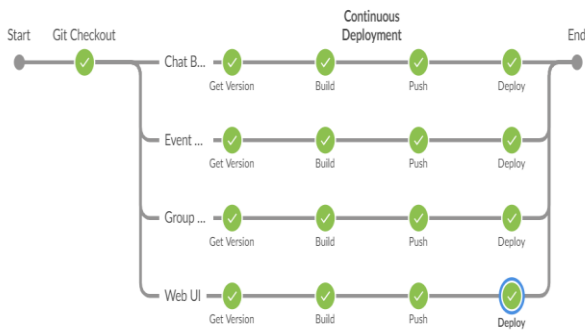 Start
Git Checkout
Continuous
Deployment
End
Chat B...
Get Version
Build
Push
Deploy
Event ...
Get Version
Build
Push
Deploy
Group ...
Get Version
Build
Push
Deploy
Web UI
Get Version
Build
Push
Deploy